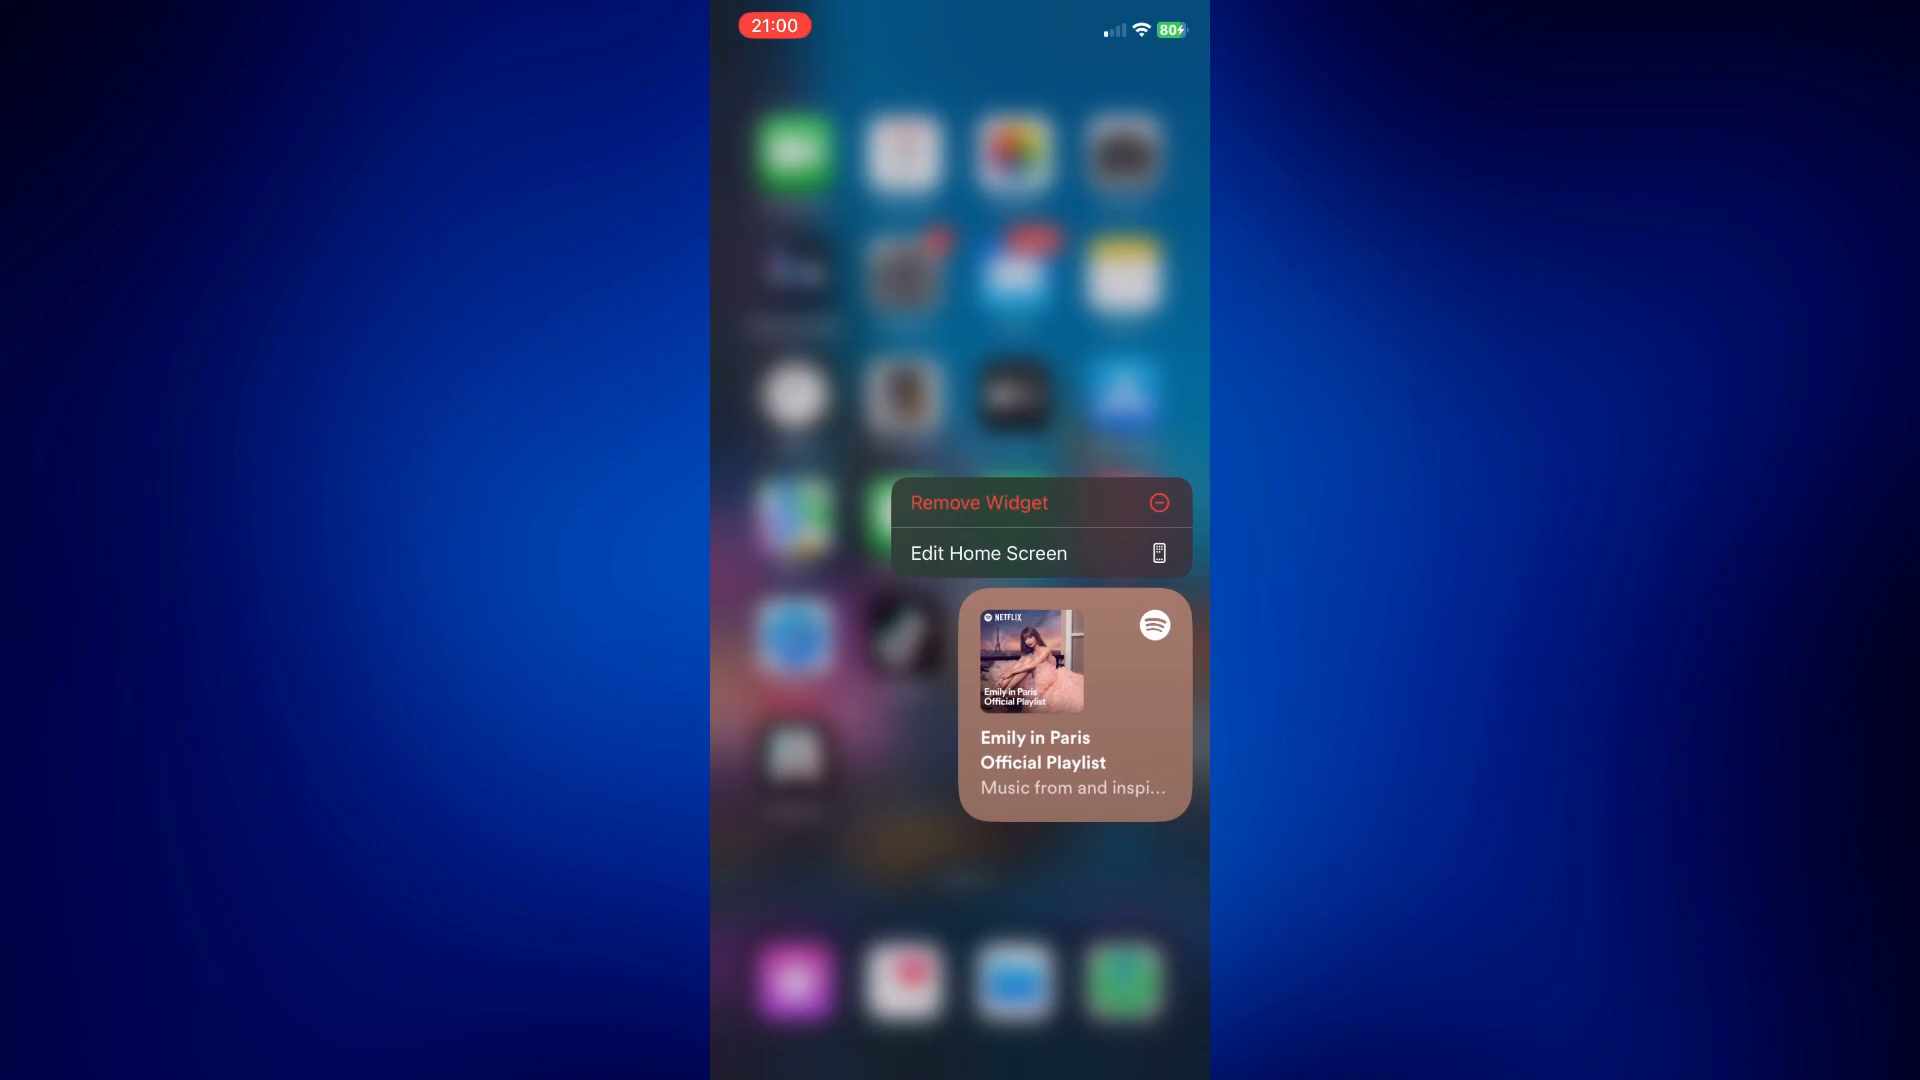 21:00
80
Remove Widget
Edit Home Screen
NETFLIX
Emily in Paris
Official Playlist
Emily in Paris
Official Playlist
Music from and inspi...